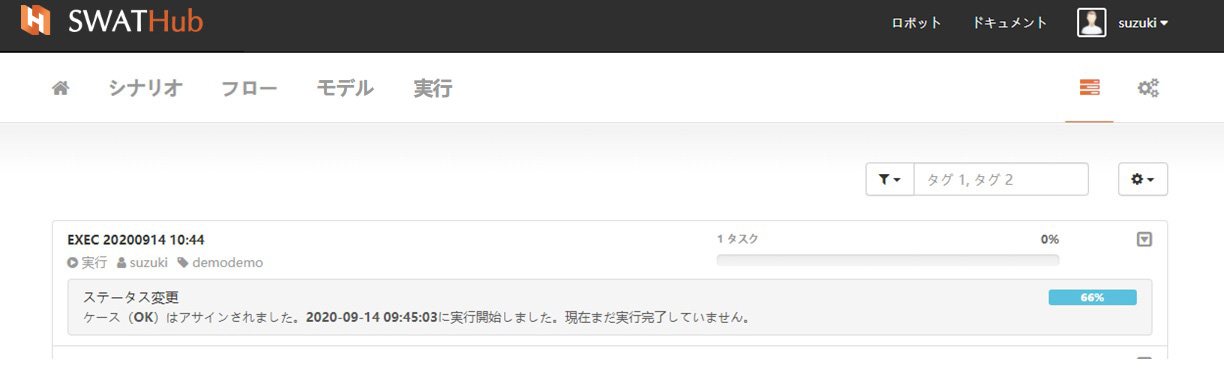 SWATHub
ロボット ドキュメント suzuki
シナリオ フロー モデル 実行
タグ 1, タグ 2
EXEC 20200914 10:44
1 タスク 0%
実行 suzuki demodemo
ステータス変更 66%
ケース（OK）はアサインされました。2020-09-14 09:45:03に実行開始しました。現在まだ実行完了していません。